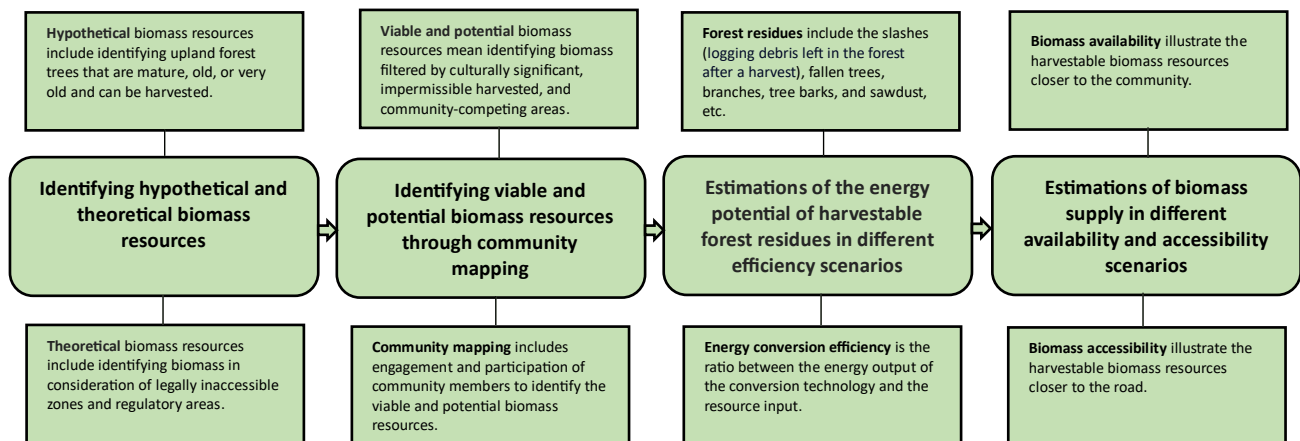 Hypothetical biomass resources
include identifying upland forest
trees that are mature, old, or very
old and can be harvested.
Viable and potential biomass
resources mean identifying biomass
filtered by culturally significant,
impermissible harvested, and
community-competing areas.
Forest residues include the slashes
(logging debris left in the forest
after a harvest), fallen trees,
branches, tree barks, and sawdust,
etc.
Biomass availability illustrate the
harvestable biomass resources
closer to the community.
Identifying hypothetical and
theoretical biomass
resources
Identifying viable and
potential biomass resources
through community
mapping
Estimations of the energy
potential of harvestable
forest residues in different
efficiency scenarios
Estimations of biomass
supply in different
availability and accessibility
scenarios
Theoretical biomass resources
include identifying biomass in
consideration of legally inaccessible
zones and regulatory areas.
Community mapping includes
engagement and participation of
community members to identify the
viable and potential biomass
resources.
Energy conversion efficiency is the
ratio between the energy output of
the conversion technology and the
resource input.
Biomass accessibility illustrate the
harvestable biomass resources
closer to the road.